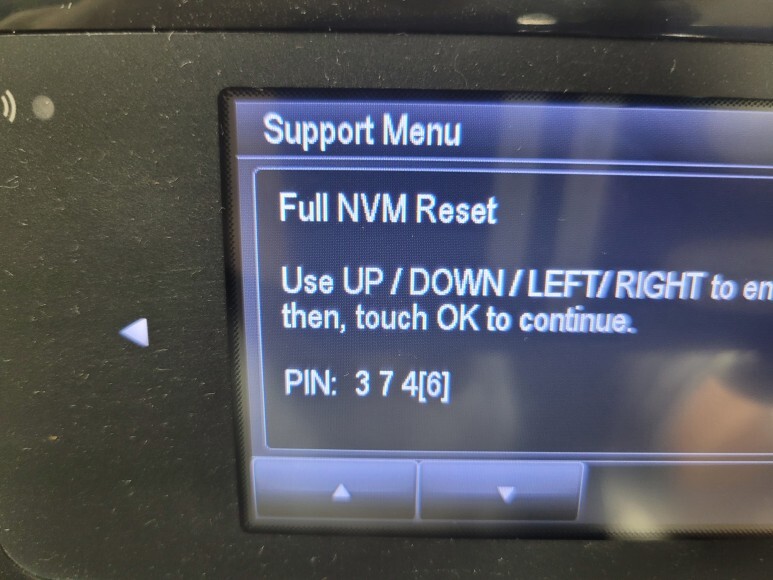 Support Menu
Full NVM Reset
Use UP / DOWN / LEFT/ RIGHT to en
then, touch OK to continue.
PIN: 3 7 4[6]